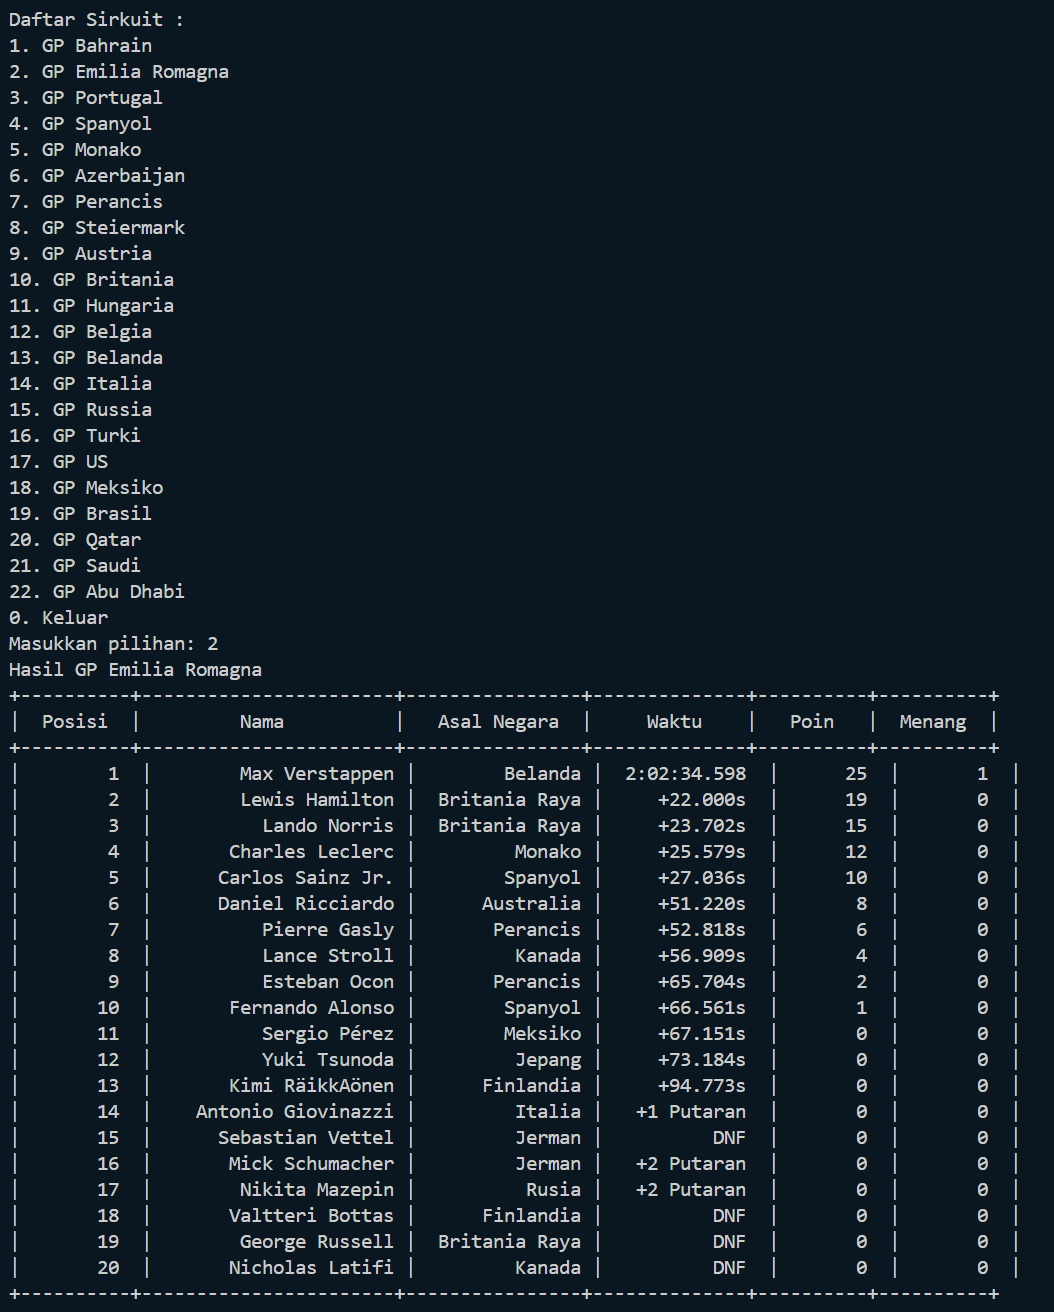 Daftar Sirkuit :
1. GP Bahrain
2. GP Emilia Romagna
3. GP Portugal
4. GP Spanyol
5. GP Monako
6. GP Azerbaijan
7. GP Perancis
8. GP Steiermark
9. GP Austria
10. GP Britania
11. GP Hungaria
12. GP Belgia
13. GP Belanda
14. GP Italia
15. GP Russia
16. GP Turki
17. GP US
18. GP Meksiko
19. GP Brasil
20. GP Qatar
21. GP Saudi
22. GP Abu Dhabi
0. Keluar
Masukkan pilihan: 2
Hasil GP Emilia Romagna
+----------+-----------------------+----------------+--------------+----------+----------+
|  Posisi  |         Nama          |   Asal Negara  |     Waktu    |   Poin   |  Menang  |
+----------+-----------------------+----------------+--------------+----------+----------+
|        1  |        Max Verstappen |        Belanda |  2:02:34.598  |       25  |       1  |
|        2  |        Lewis Hamilton |  Britania Raya |     +22.000s  |       19  |       0  |
|        3  |          Lando Norris |  Britania Raya |     +23.702s  |       15  |       0  |
|        4  |       Charles Leclerc |         Monako |     +25.579s  |       12  |       0  |
|        5  |      Carlos Sainz Jr. |        Spanyol |     +27.036s  |       10  |       0  |
|        6  |      Daniel Ricciardo |      Australia |     +51.220s  |        8  |       0  |
|        7  |          Pierre Gasly |       Perancis |     +52.818s  |        6  |       0  |
|        8  |          Lance Stroll |         Kanada |     +56.909s  |        4  |       0  |
|        9  |          Esteban Ocon |       Perancis |     +65.704s  |        2  |       0  |
|       10  |       Fernando Alonso |        Spanyol |     +66.561s  |        1  |       0  |
|       11  |          Sergio Pérez |        Meksiko |     +67.151s  |        0  |       0  |
|       12  |          Yuki Tsunoda |         Jepang |     +73.184s  |        0  |       0  |
|       13  |       Kimi RäikkAönen |      Finlandia |     +94.773s  |        0  |       0  |
|       14  |    Antonio Giovinazzi |         Italia |   +1 Putaran  |        0  |       0  |
|       15  |      Sebastian Vettel |         Jerman |          DNF  |        0  |       0  |
|       16  |       Mick Schumacher |         Jerman |   +2 Putaran  |        0  |       0  |
|       17  |        Nikita Mazepin |          Rusia |   +2 Putaran  |        0  |       0  |
|       18  |       Valtteri Bottas |      Finlandia |          DNF  |        0  |       0  |
|       19  |        George Russell |  Britania Raya |          DNF  |        0  |       0  |
|       20  |       Nicholas Latifi |         Kanada |          DNF  |        0  |       0  |
+----------+-----------------------+----------------+--------------+----------+----------+